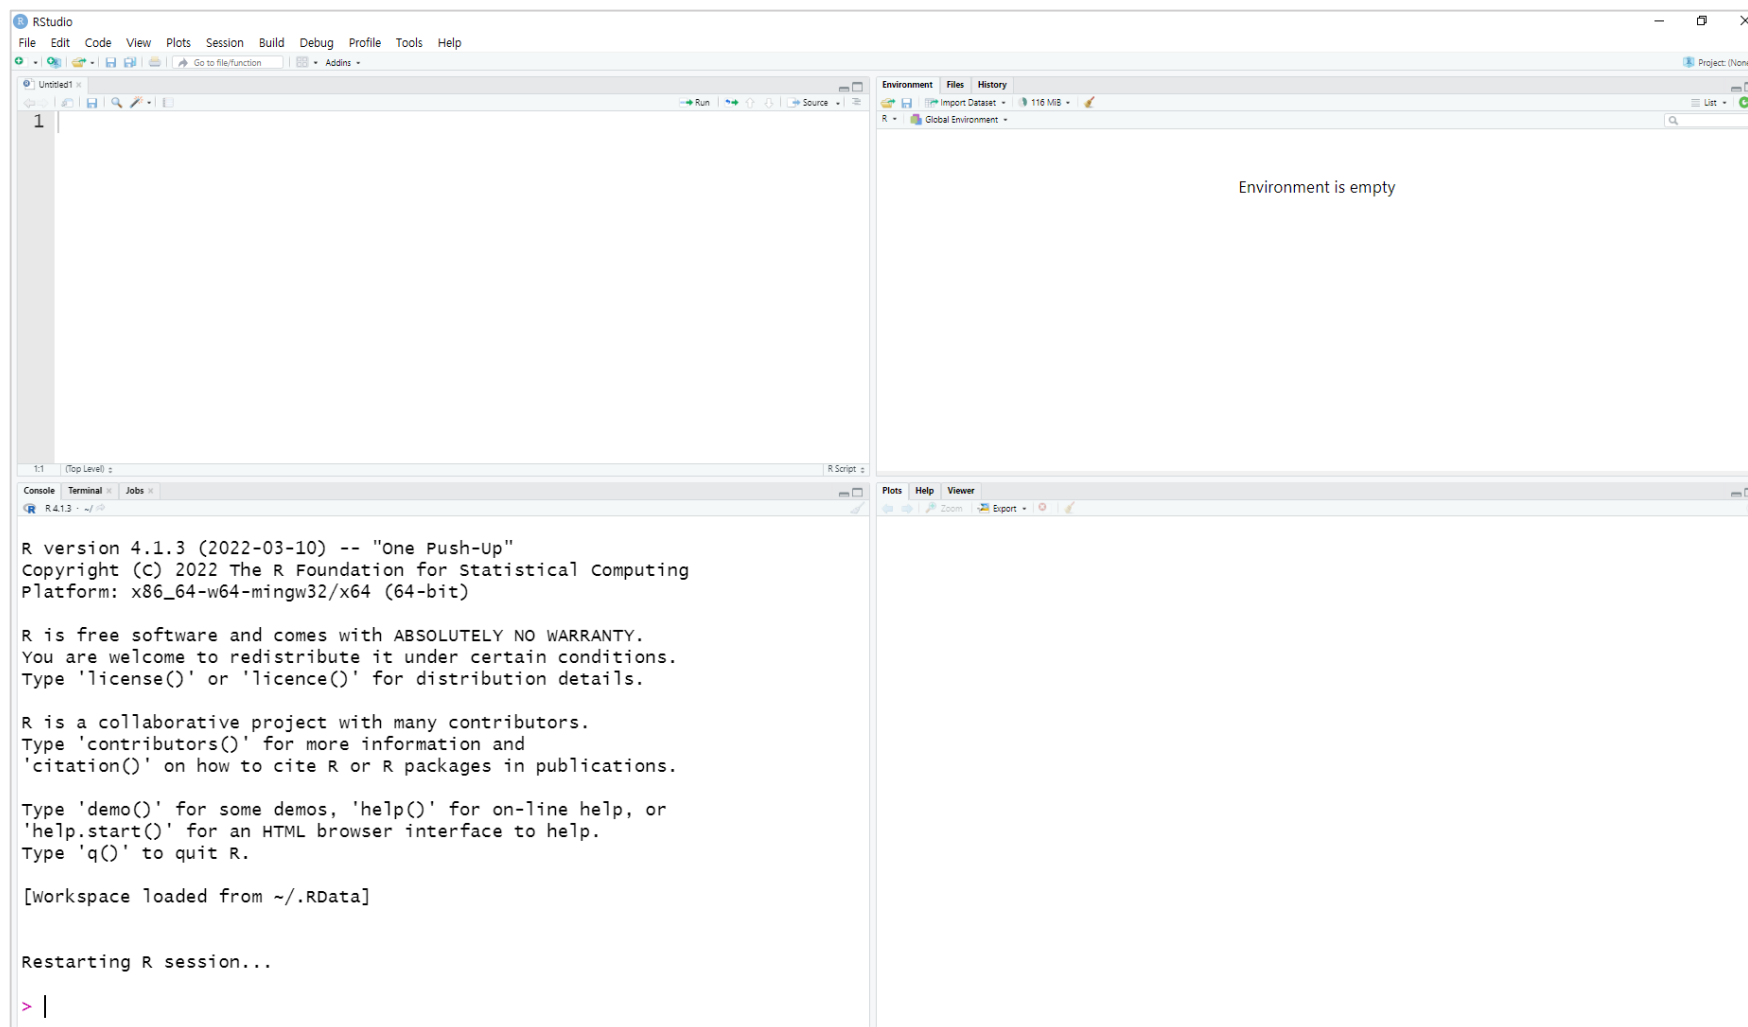 RStudio
File Edit Code View Plots Session Build Debug Profile Tools Help
Go to file/function Addins Project: (None
Untitled1
Run Source
1
1:1 (Top Level) R Script
Console Terminal Jobs
R 4.1.3 · ~/
R version 4.1.3 (2022-03-10) -- "One Push-Up"
Copyright (C) 2022 The R Foundation for Statistical Computing
Platform: x86_64-w64-mingw32/x64 (64-bit)
R is free software and comes with ABSOLUTELY NO WARRANTY.
You are welcome to redistribute it under certain conditions.
Type 'license()' or 'licence()' for distribution details.
R is a collaborative project with many contributors.
Type 'contributors()' for more information and
'citation()' on how to cite R or R packages in publications.
Type 'demo()' for some demos, 'help()' for on-line help, or
'help.start()' for an HTML browser interface to help.
Type 'q()' to quit R.
[Workspace loaded from ~/.RData]
Restarting R session...
>
Environment Files History
Import Dataset 116 MiB List
R Global Environment
Environment is empty
Plots Help Viewer
Zoom Export